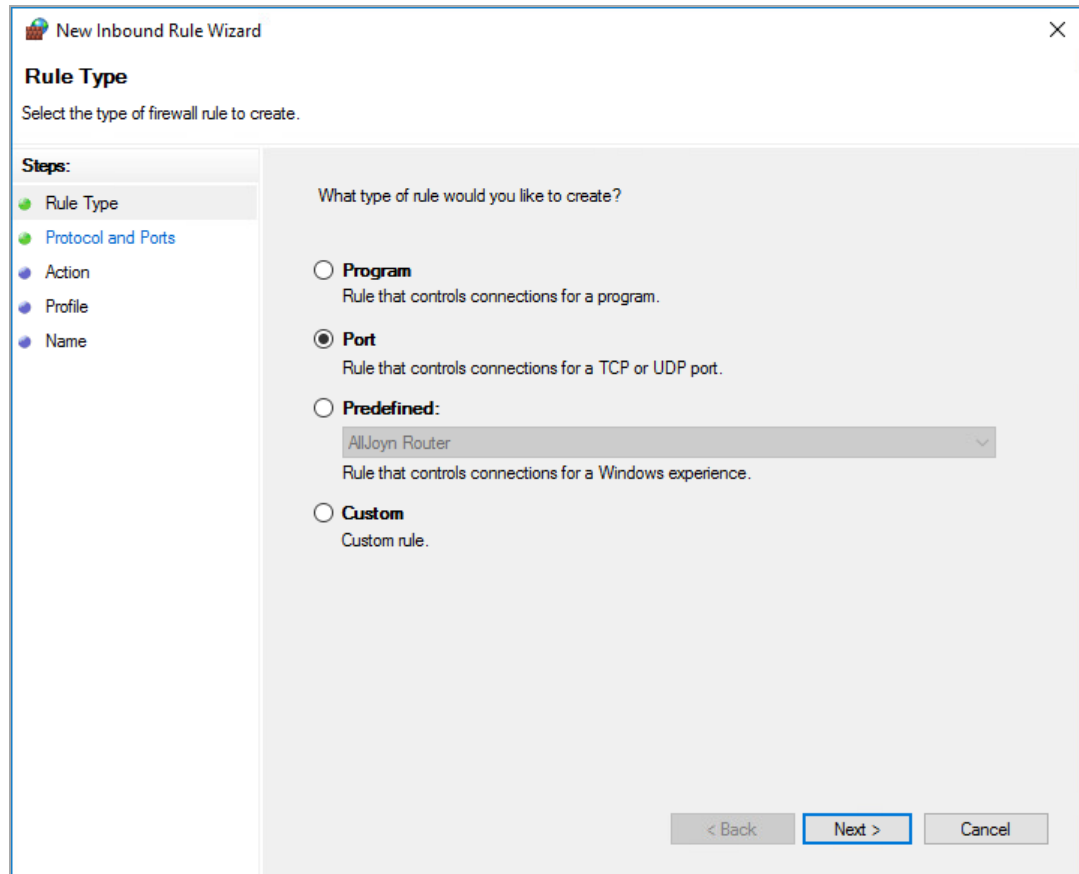 New Inbound Rule Wizard
Rule Type
Select the type of firewall rule to create.
Steps:
Rule Type
Protocol and Ports
Action
Profile
Name
What type of rule would you like to create?
Program
Rule that controls connections for a program.
Port
Rule that controls connections for a TCP or UDP port.
Predefined:
AllJoyn Router
Rule that controls connections for a Windows experience.
Custom
Custom rule.
< Back Next > Cancel